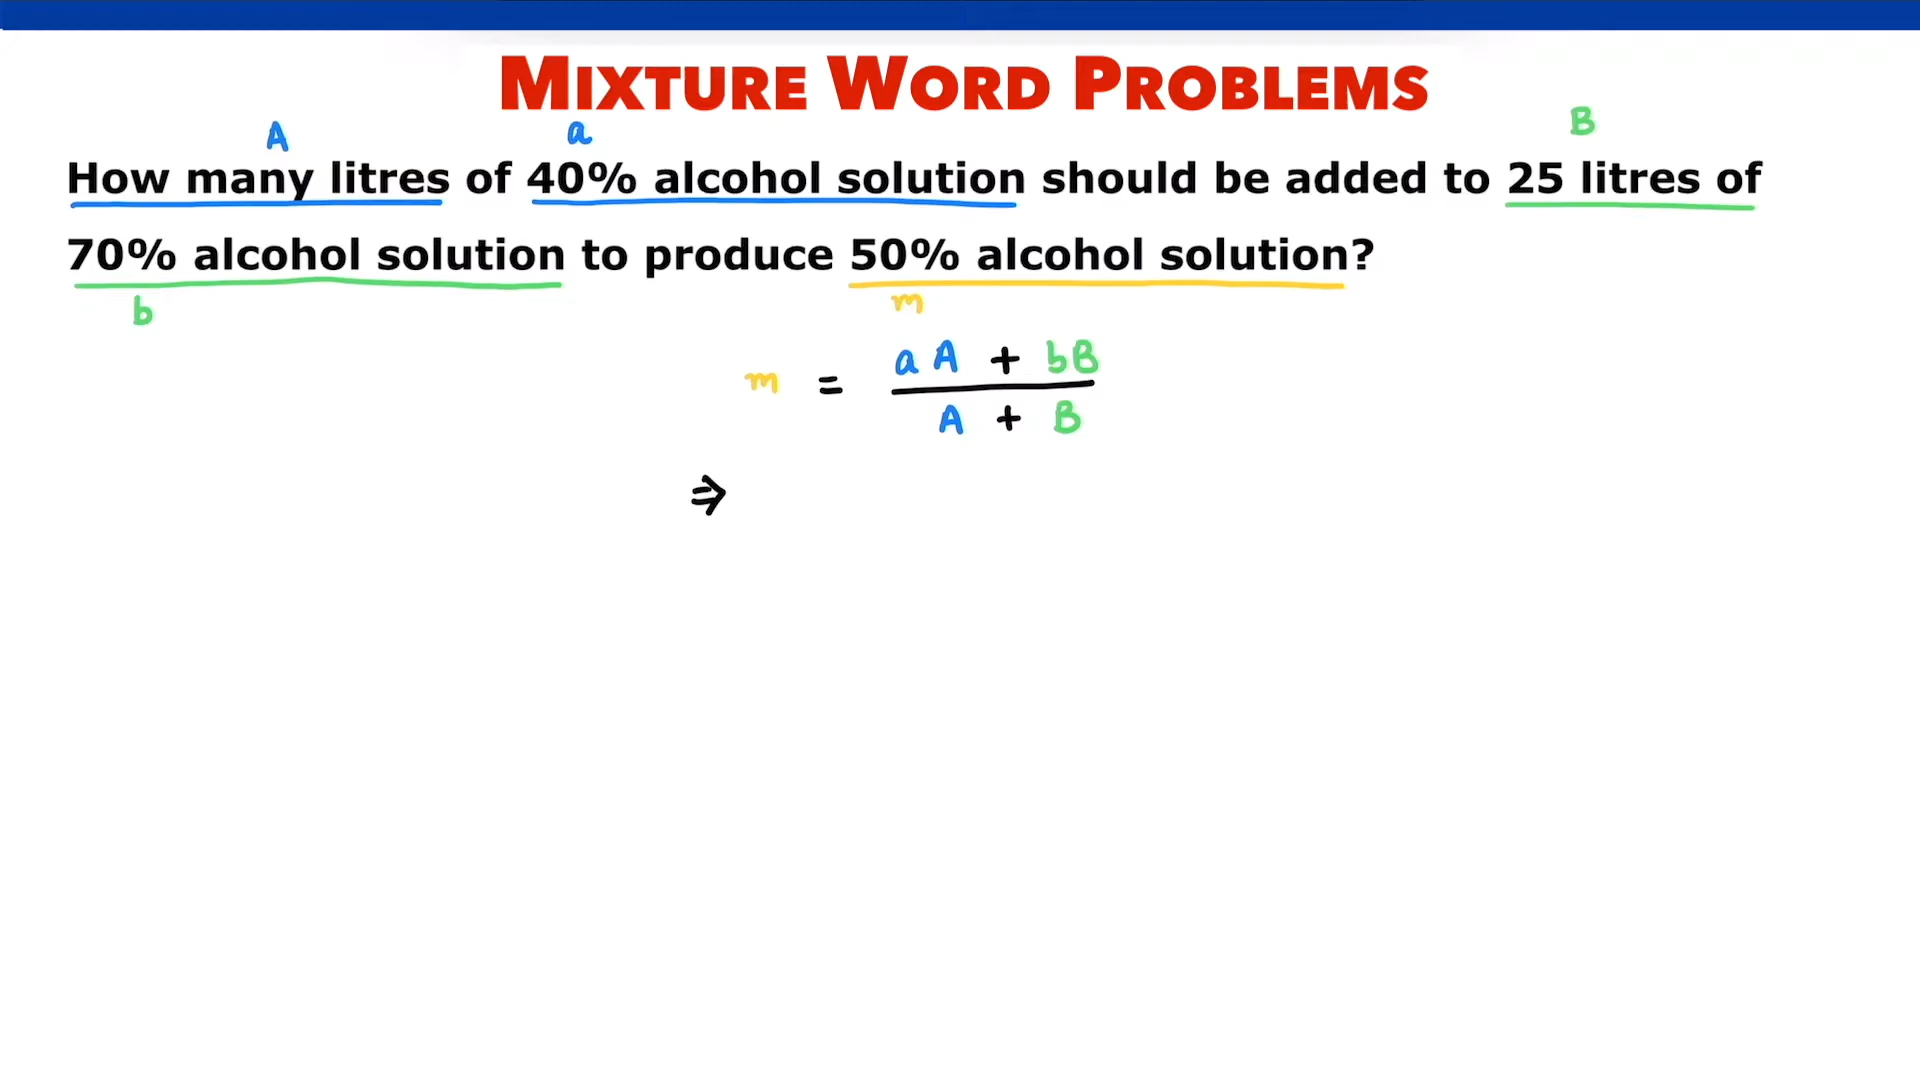 MIXTURE WORD PROBLEMS
A a B
How many litres of 40% alcohol solution should be added to 25 litres of
70% alcohol solution to produce 50% alcohol solution?
b m
m = aA + bB
A + B
⇒